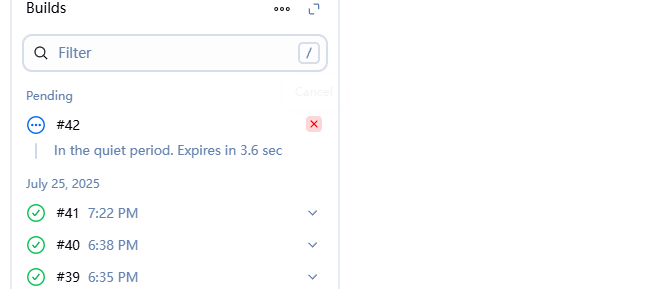 Builds
Filter /
Pending
Cancel
#42
In the quiet period. Expires in 3.6 sec
July 25, 2025
#41 7:22 PM
#40 6:38 PM
#39 6:35 PM